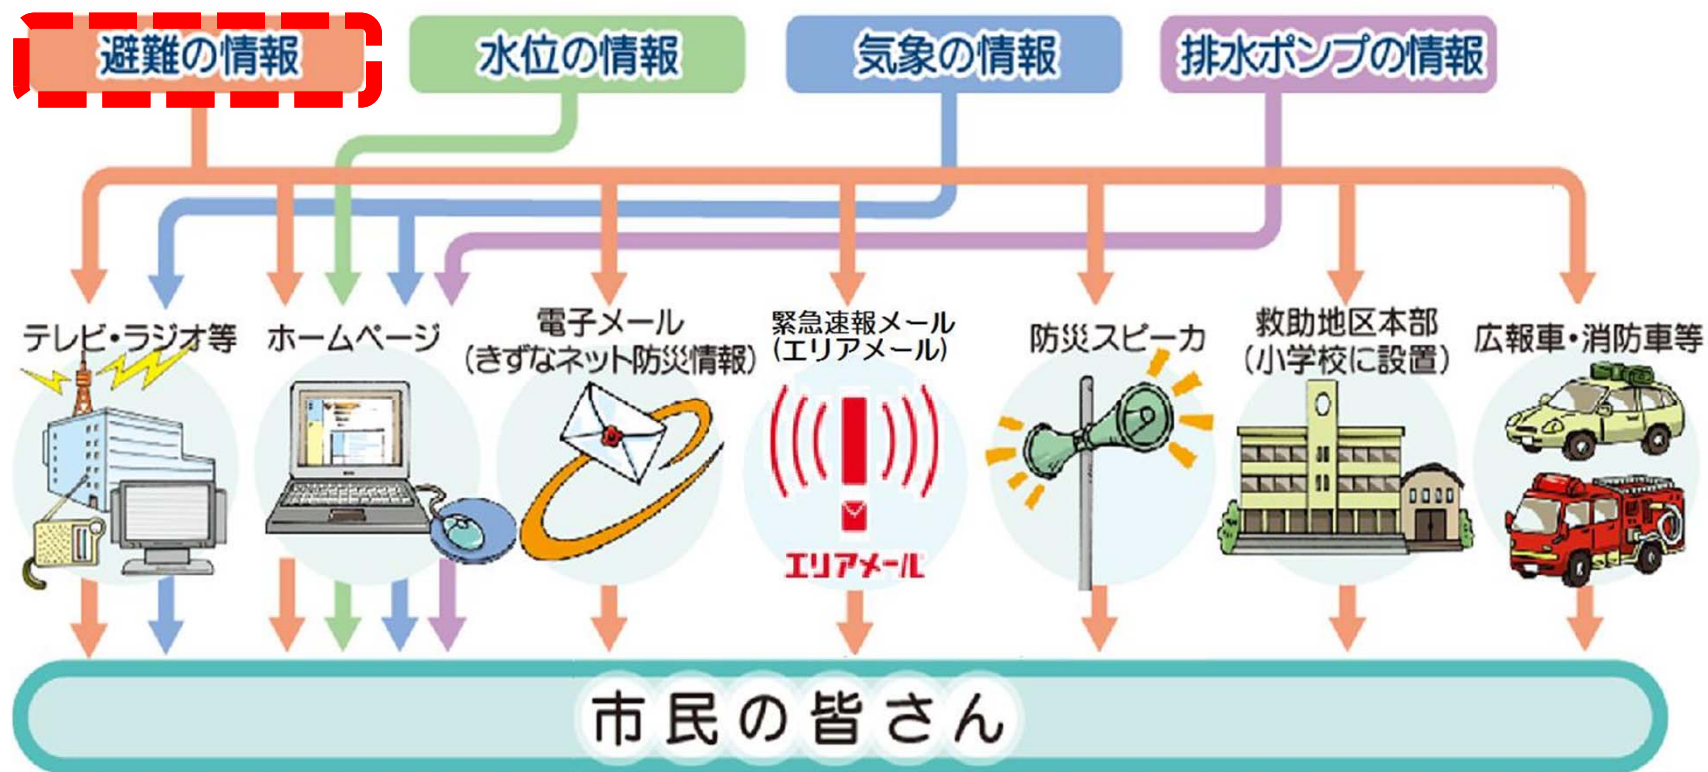 避難の情報
水位の情報
気象の情報
排水ポンプの情報
テレビ・ラジオ等
ホームページ
電子メール
(きずなネット防災情報)
緊急速報メール
(エリアメール)
防災スピーカ
救助地区本部
(小学校に設置)
広報車・消防車等
エリアメール
市民の皆さん